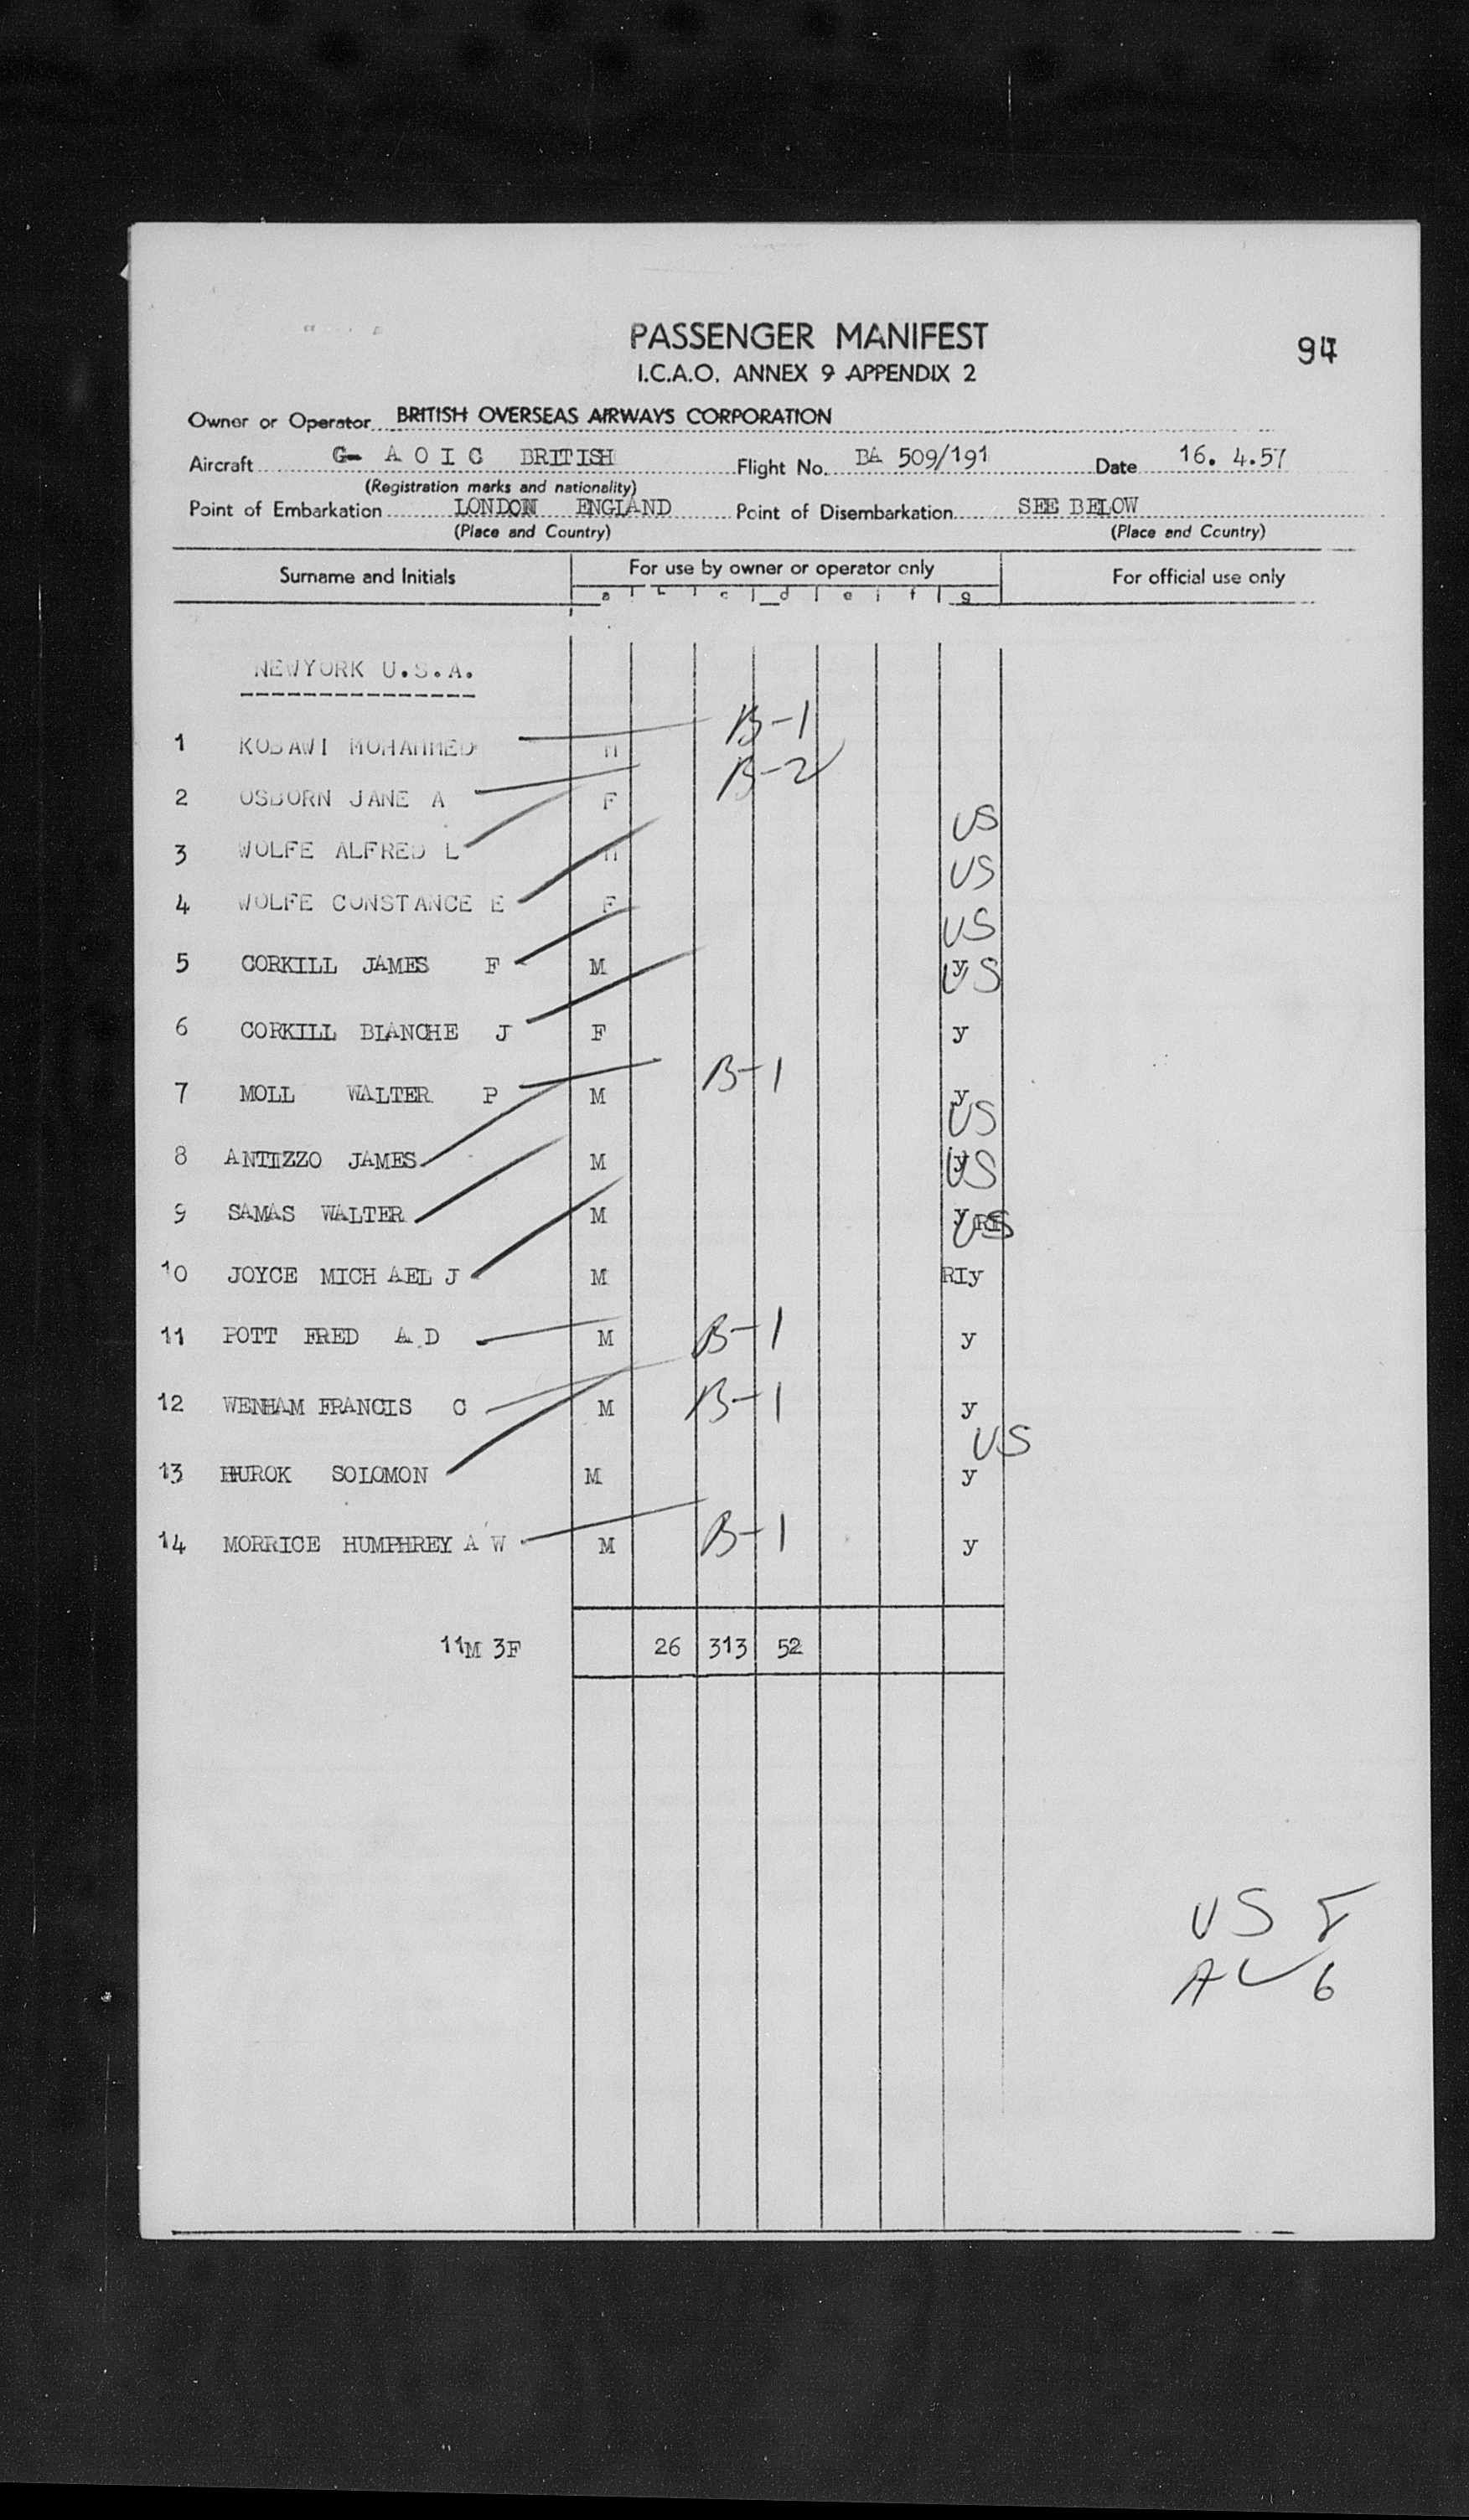 PASSENGER MANIFEST
I.C.A.O. ANNEX 9 APPENDIX 2
94
Owner or Operator BRITISH OVERSEAS AIRWAYS CORPORATION
Aircraft G- A O I C BRITISH Flight No. BA 509/191 Date 16. 4.57
(Registration marks and nationality)
Point of Embarkation LONDON ENGLAND Point of Disembarkation SEE BELOW
(Place and Country) (Place and Country)
Surname and Initials For use by owner or operator only For official use only
a b c d e f g
NEWYORK U.S.A.
1 KOBAWI MOHAMMED M B-1
2 OSBORN JANE A F B-2
3 WOLFE ALFRED L M US
4 WOLFE CONSTANCE E F US
5 CORKILL JAMES F M y US
6 CORKILL BLANCHE J F y US
7 MOLL WALTER P M B-1 y
8 ANTIZZO JAMES M y US
9 SAMAS WALTER M y RI US
10 JOYCE MICHAEL J M RIy US
11 POTT FRED A D M B-1 y
12 WENHAM FRANCIS C M B-1 y
13 HUROK SOLOMON M y US
14 MORRICE HUMPHREY A W M B-1 y
11M 3F 26 313 52
US 8
AL 6